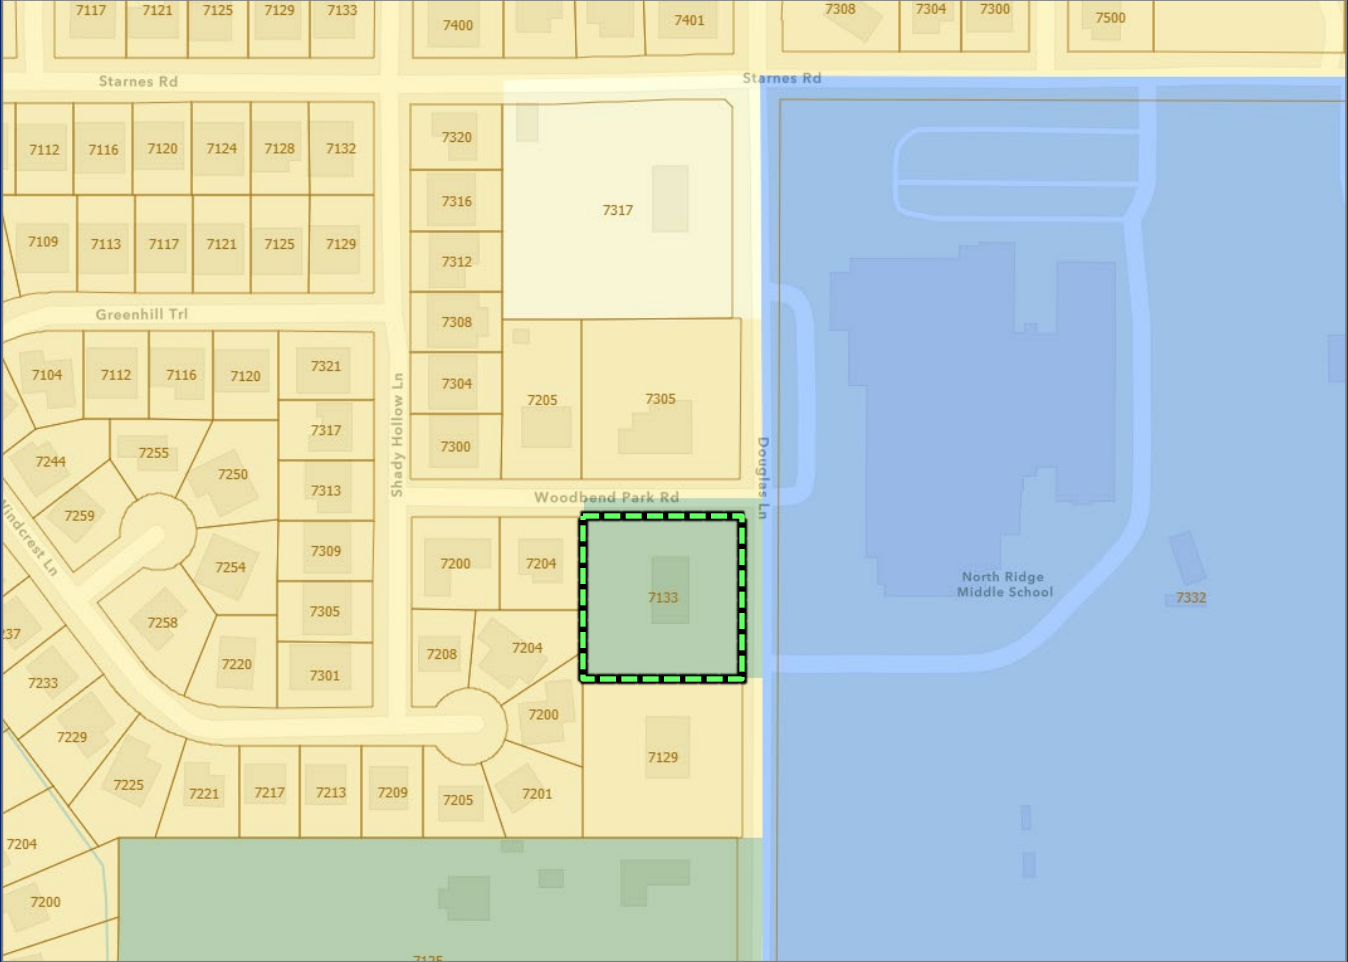 7117 7121 7125 7129 7133 7400 7401 7308 7304 7300 7500
Starnes Rd
Starnes Rd
7112 7116 7120 7124 7128 7132 7320
7316
7317
7109 7113 7117 7121 7125 7129 7312
Greenhill Trl
7308
7104 7112 7116 7120 7321 7304
7205 7305
Shady Hollow Ln
7317 7300
7244 7255 7250
Douglas Ln
7313
Woodbend Park Rd
7259
Windcrest Ln
7309 7200 7204
7254
North Ridge
Middle School
7133 7332
7258 7305
237
7208 7204
7220 7301
7233
7200
7229
7129
7225 7221 7217 7213 7209 7205 7201
7204
7200
7125